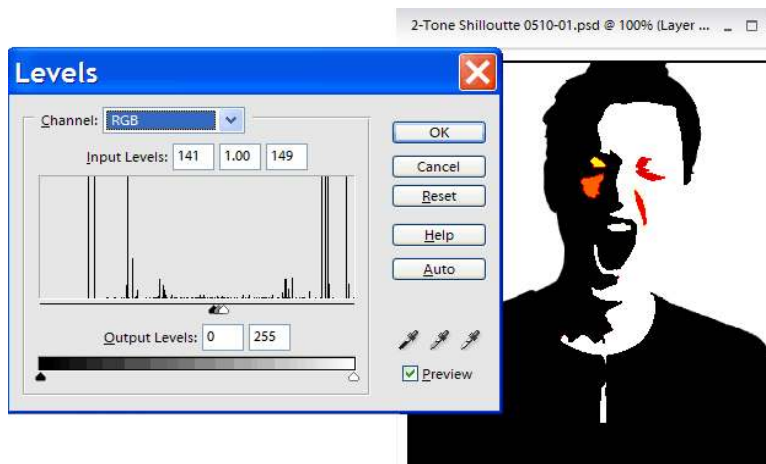 2-Tone Shilloutte 0510-01.psd @ 100% (Layer ...
Levels
Channel: RGB
Input Levels: 141 1.00 149
Output Levels: 0 255
OK
Cancel
Reset
Help
Auto
Preview